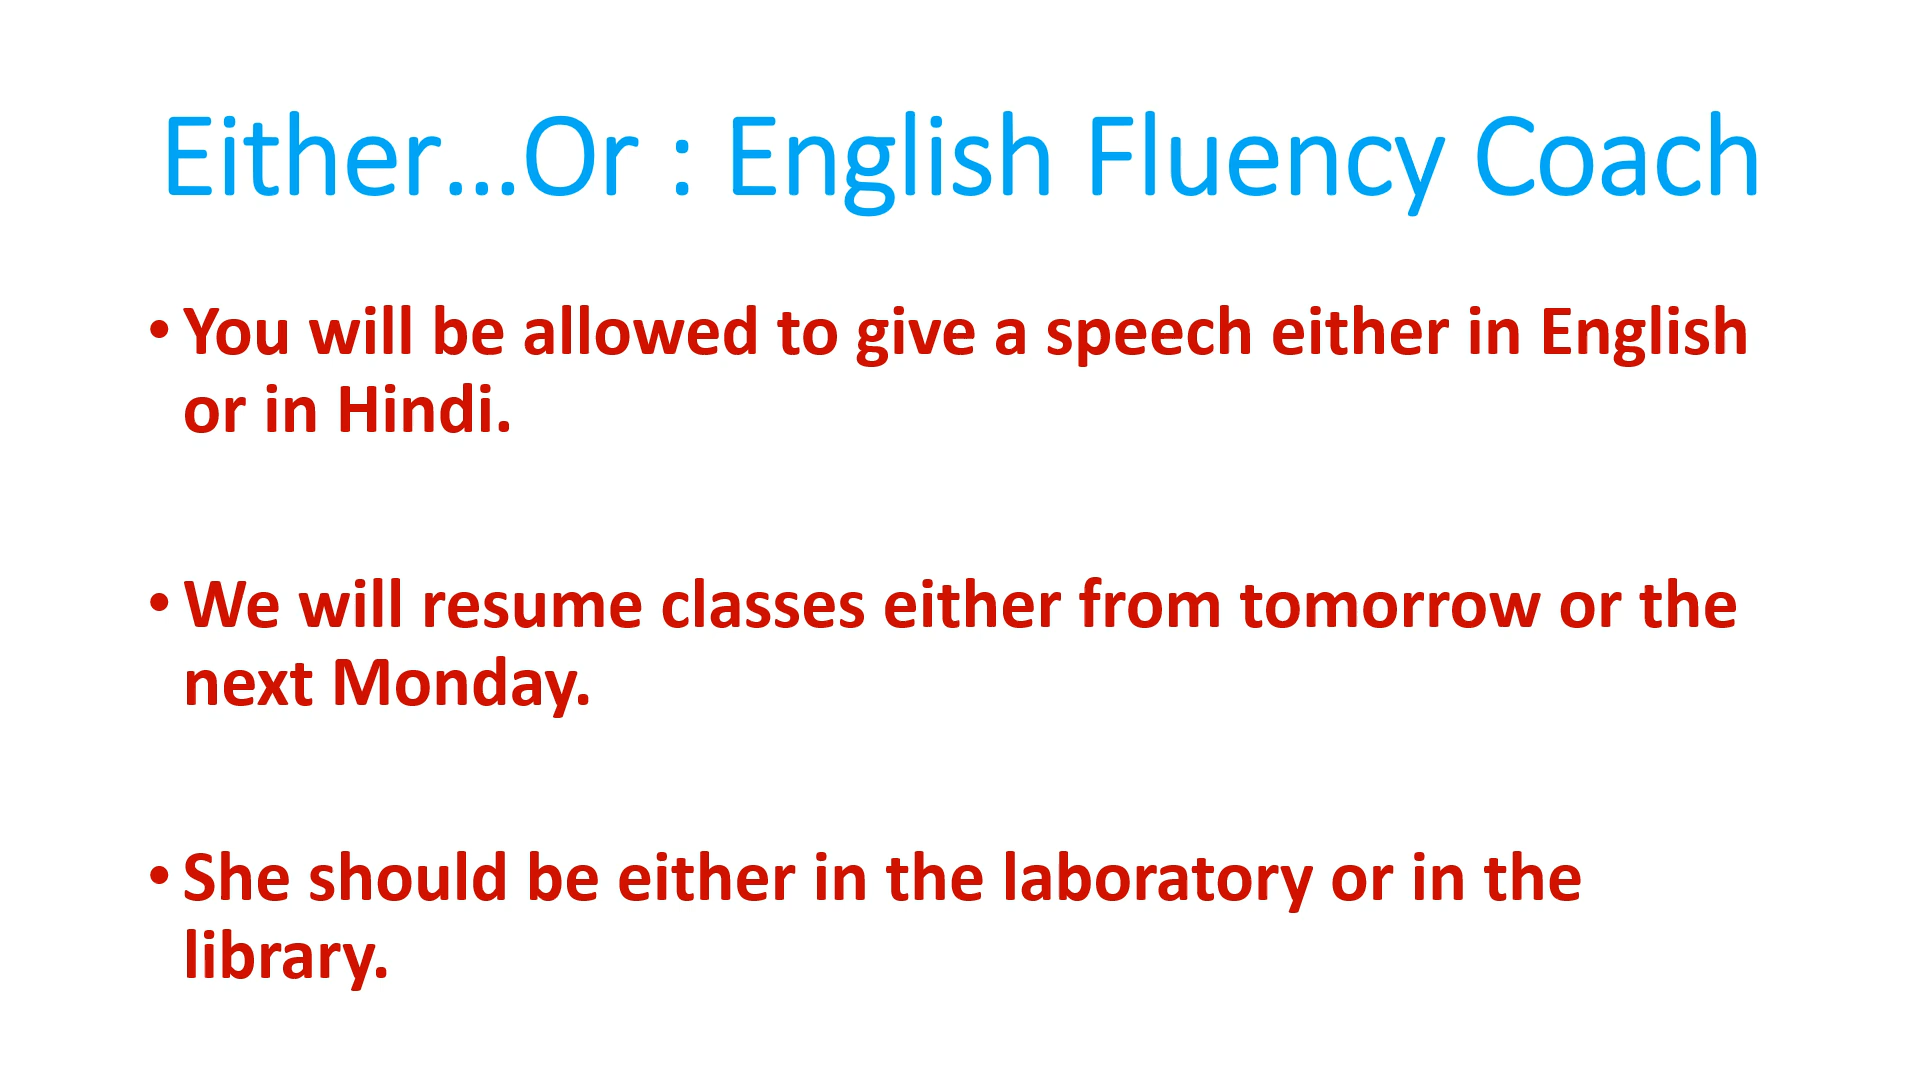 Either...Or : English Fluency Coach
• You will be allowed to give a speech either in English
or in Hindi.
• We will resume classes either from tomorrow or the
next Monday.
• She should be either in the laboratory or in the
library.